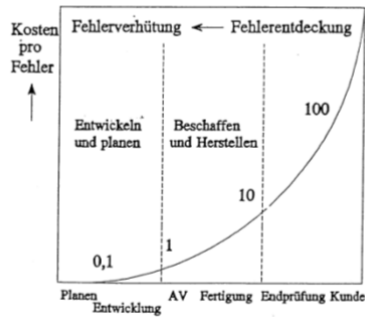 Kosten
pro
Fehler
Fehlerverhütung
Fehlerentdeckung
Entwickeln
und planen
Beschaffen
und Herstellen
100
10
1
0,1
Planen
Entwicklung
AV
Fertigung
Endprüfung
Kunde